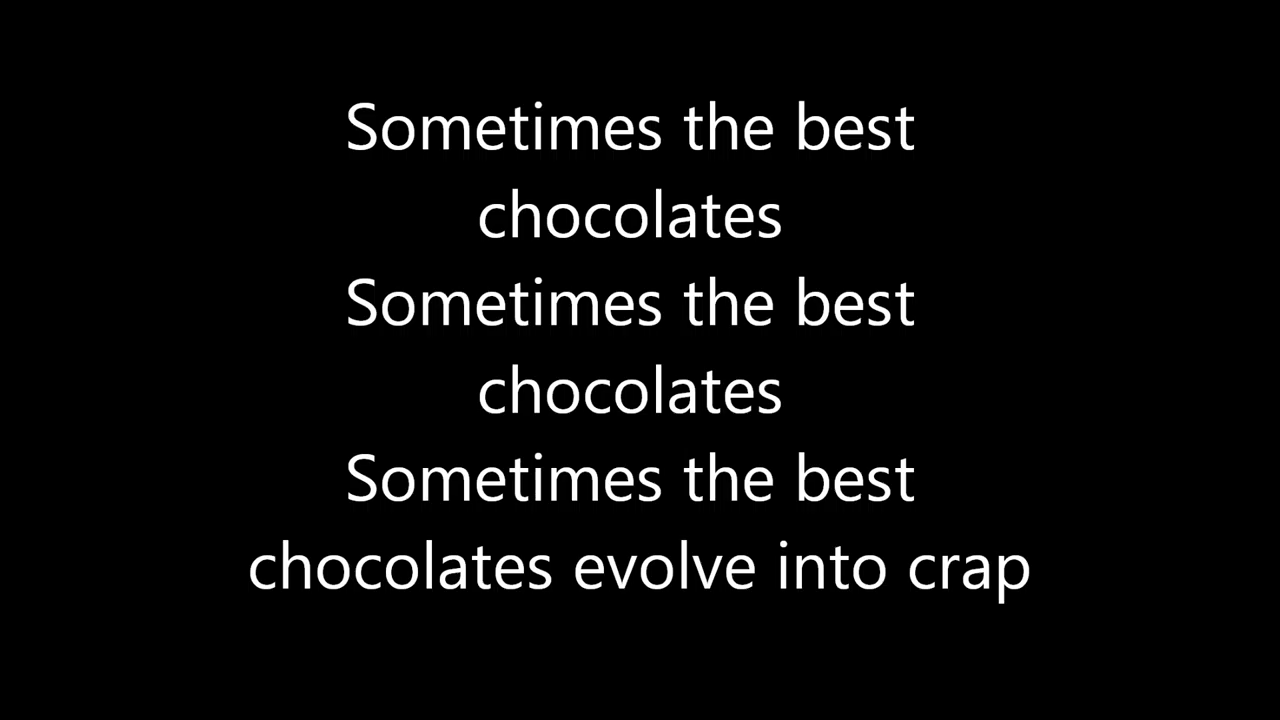 Sometimes the best
chocolates
Sometimes the best
chocolates
Sometimes the best
chocolates evolve into crap